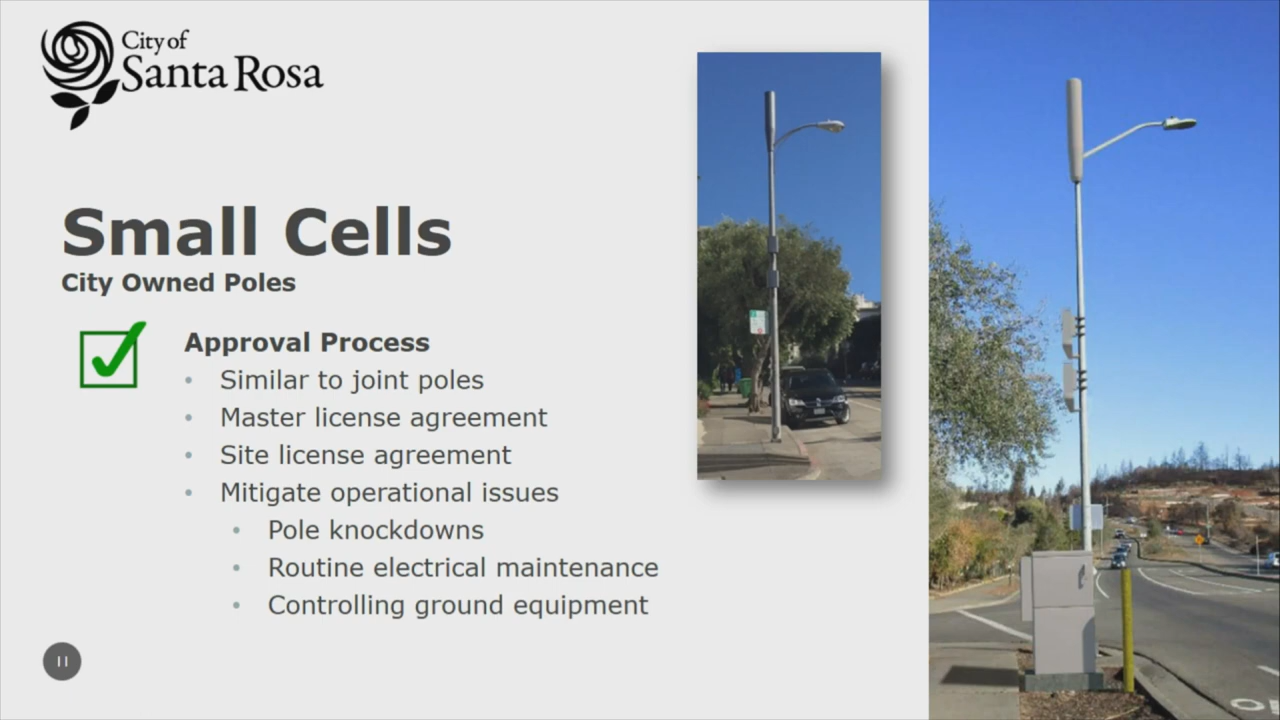 City of
Santa Rosa
Small Cells
City Owned Poles
Approval Process
• Similar to joint poles
• Master license agreement
• Site license agreement
• Mitigate operational issues
• Pole knockdowns
• Routine electrical maintenance
• Controlling ground equipment
11